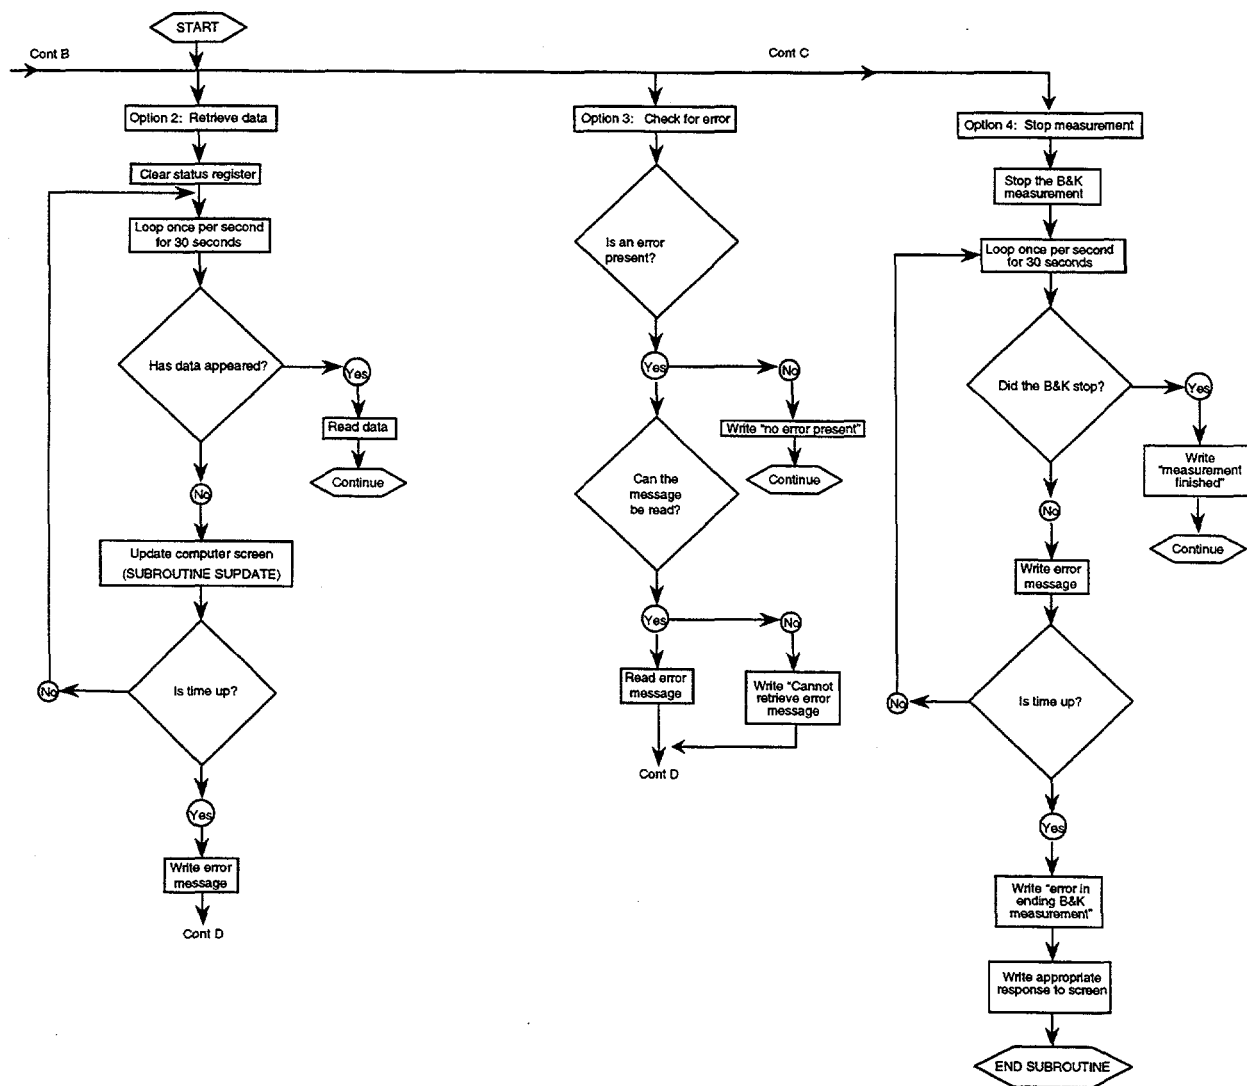 START
Cont B
Cont C
Option 2: Retrieve data
Clear status register
Loop once per second
for 30 seconds
Has data appeared?
Yes
Read data
Continue
No
Update computer screen
(SUBROUTINE SUPDATE)
Is time up?
No
Yes
Write error
message
Cont D
Option 3: Check for error
Is an error
present?
Yes
No
Write "no error present"
Continue
Can the
message
be read?
Yes
No
Read error
message
Write "Cannot
retrieve error
message
Cont D
Option 4: Stop measurement
Stop the B&K
measurement
Loop once per second
for 30 seconds
Did the B&K stop?
Yes
Write
"measurement
finished"
Continue
No
Write error
message
Is time up?
No
Yes
Write "error in
ending B&K
measurement"
Write appropriate
response to screen
END SUBROUTINE